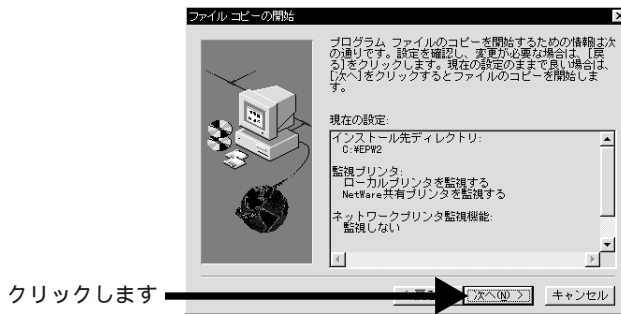 ファイル コピーの開始
プログラム ファイルのコピーを開始するための情報は次
の通りです。設定を確認し、変更が必要な場合は、[戻
る]をクリックします。現在の設定のままで良い場合は、
[次へ]をクリックするとファイルのコピーを開始しま
す。
現在の設定:
インストール先ディレクトリ:
C:¥EPW2
監視プリンタ:
ローカルプリンタを監視する
NetWare共有プリンタを監視する
ネットワークプリンタ監視機能:
監視しない
クリックします
次へ(N) >
キャンセル